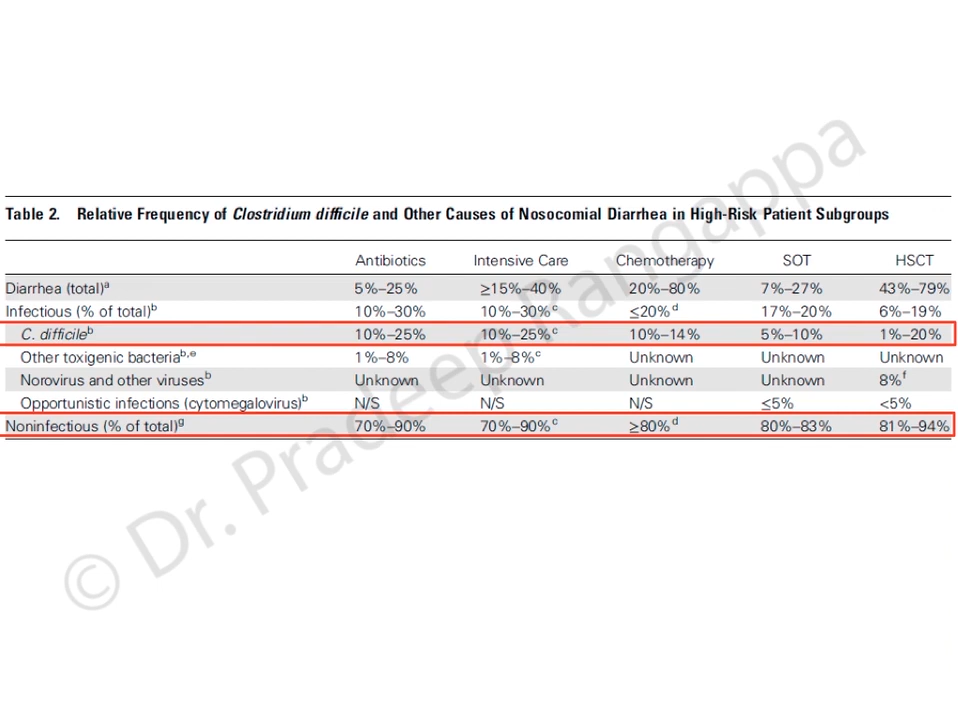 Table 2. Relative Frequency of Clostridium difficile and Other Causes of Nosocomial Diarrhea in High-Risk Patient Subgroups
Antibiotics Intensive Care Chemotherapy SOT HSCT
Diarrhea (total)a 5%–25% ≥15%–40% 20%–80% 7%–27% 43%–79%
Infectious (% of total)b 10%–30% 10%–30%c ≤20%d 17%–20% 6%–19%
C. difficileb 10%–25% 10%–25%c 10%–14% 5%–10% 1%–20%
Other toxigenic bacteriab,e 1%–8% 1%–8%c Unknown Unknown Unknown
Norovirus and other virusesb Unknown Unknown Unknown Unknown 8%f
Opportunistic infections (cytomegalovirus)b N/S N/S N/S ≤5% <5%
Noninfectious (% of total)g 70%–90% 70%–90%c ≥80%d 80%–83% 81%–94%
© Dr. Pradeep Rangappa